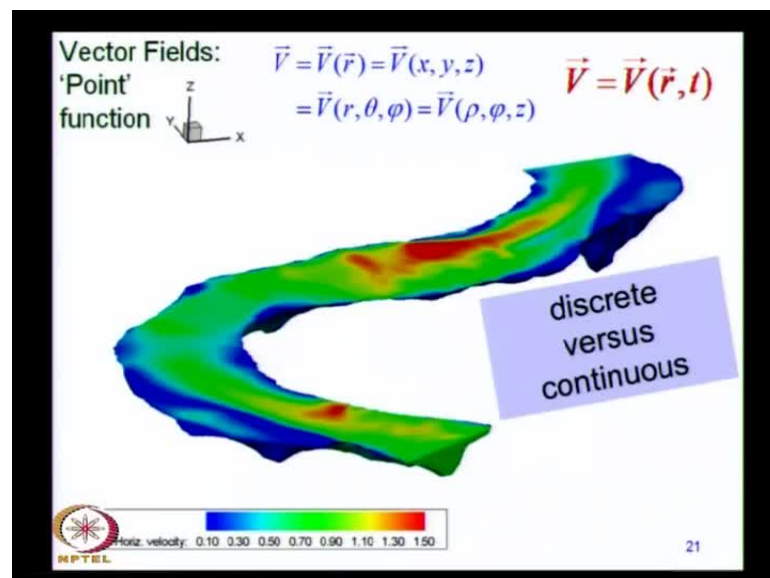 Vector Fields:
'Point'
function
z
Y
x
V⃗ = V⃗(r⃗) = V⃗(x, y, z)
= V⃗(r, θ, φ) = V⃗(ρ, φ, z)
V⃗ = V⃗(r⃗, t)
discrete
versus
continuous
Horiz. velocity: 0.10 0.30 0.50 0.70 0.90 1.10 1.30 1.50
NPTEL
21